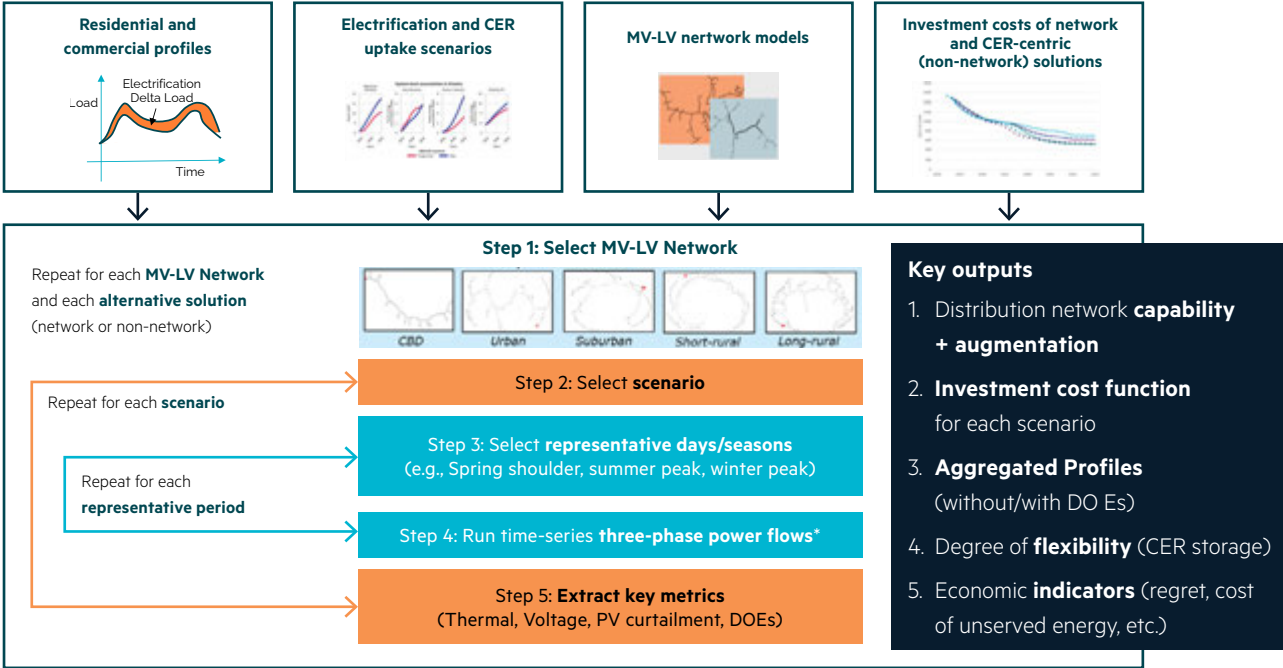 Residential and
commercial profiles
Load
Electrification
Delta Load
Time
Electrification and CER
uptake scenarios
MV-LV nertwork models
Investment costs of network
and CER-centric
(non-network) solutions
Step 1: Select MV-LV Network
Repeat for each MV-LV Network
and each alternative solution
(network or non-network)
CBD
Urban
Suburban
Short-rural
Long-rural
Step 2: Select scenario
Repeat for each scenario
Step 3: Select representative days/seasons
(e.g., Spring shoulder, summer peak, winter peak)
Repeat for each
representative period
Step 4: Run time-series three-phase power flows*
Step 5: Extract key metrics
(Thermal, Voltage, PV curtailment, DOEs)
Key outputs
1. Distribution network capability
+ augmentation
2. Investment cost function
for each scenario
3. Aggregated Profiles
(without/with DO Es)
4. Degree of flexibility (CER storage)
5. Economic indicators (regret, cost
of unserved energy, etc.)